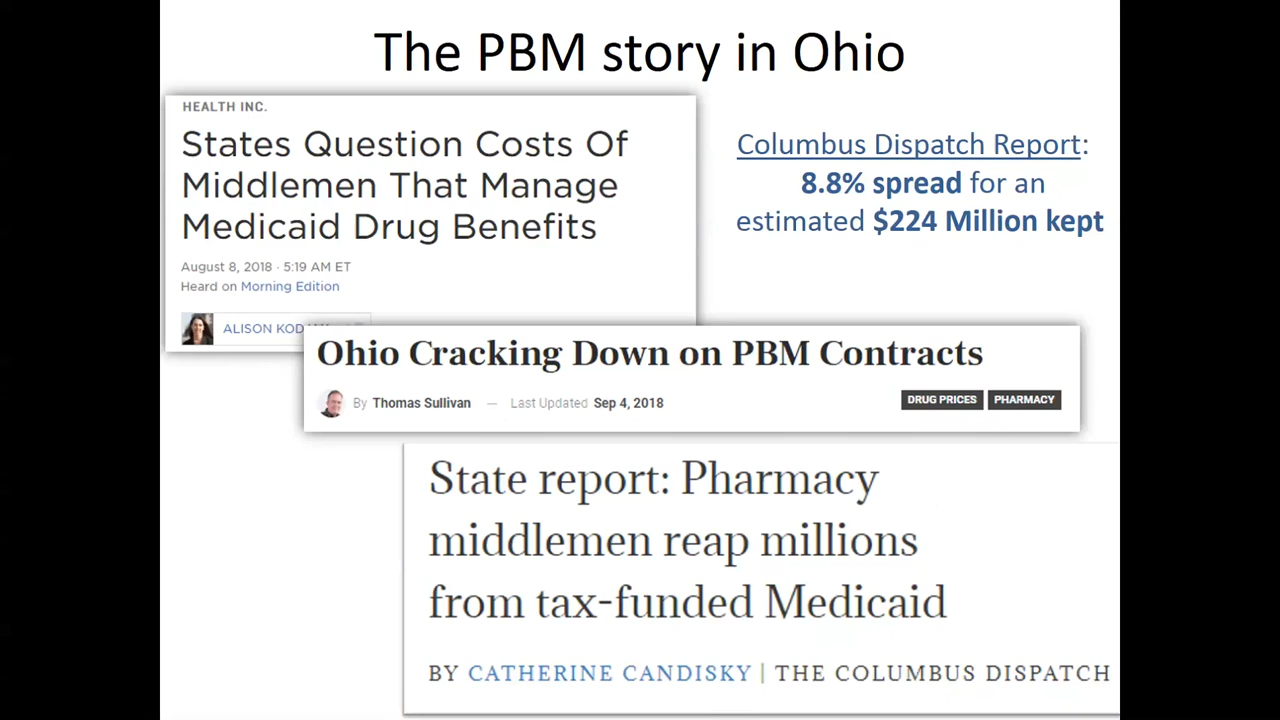 The PBM story in Ohio
HEALTH INC.
States Question Costs Of
Middlemen That Manage
Medicaid Drug Benefits
August 8, 2018 · 5:19 AM ET
Heard on Morning Edition
ALISON
Columbus Dispatch Report:
8.8% spread for an
estimated $224 Million kept
Ohio Cracking Down on PBM Contracts
By Thomas Sullivan — Last Updated Sep 4, 2018
DRUG PRICES PHARMACY
State report: Pharmacy
middlemen reap millions
from tax-funded Medicaid
BY CATHERINE CANDISKY | THE COLUMBUS DISPATCH